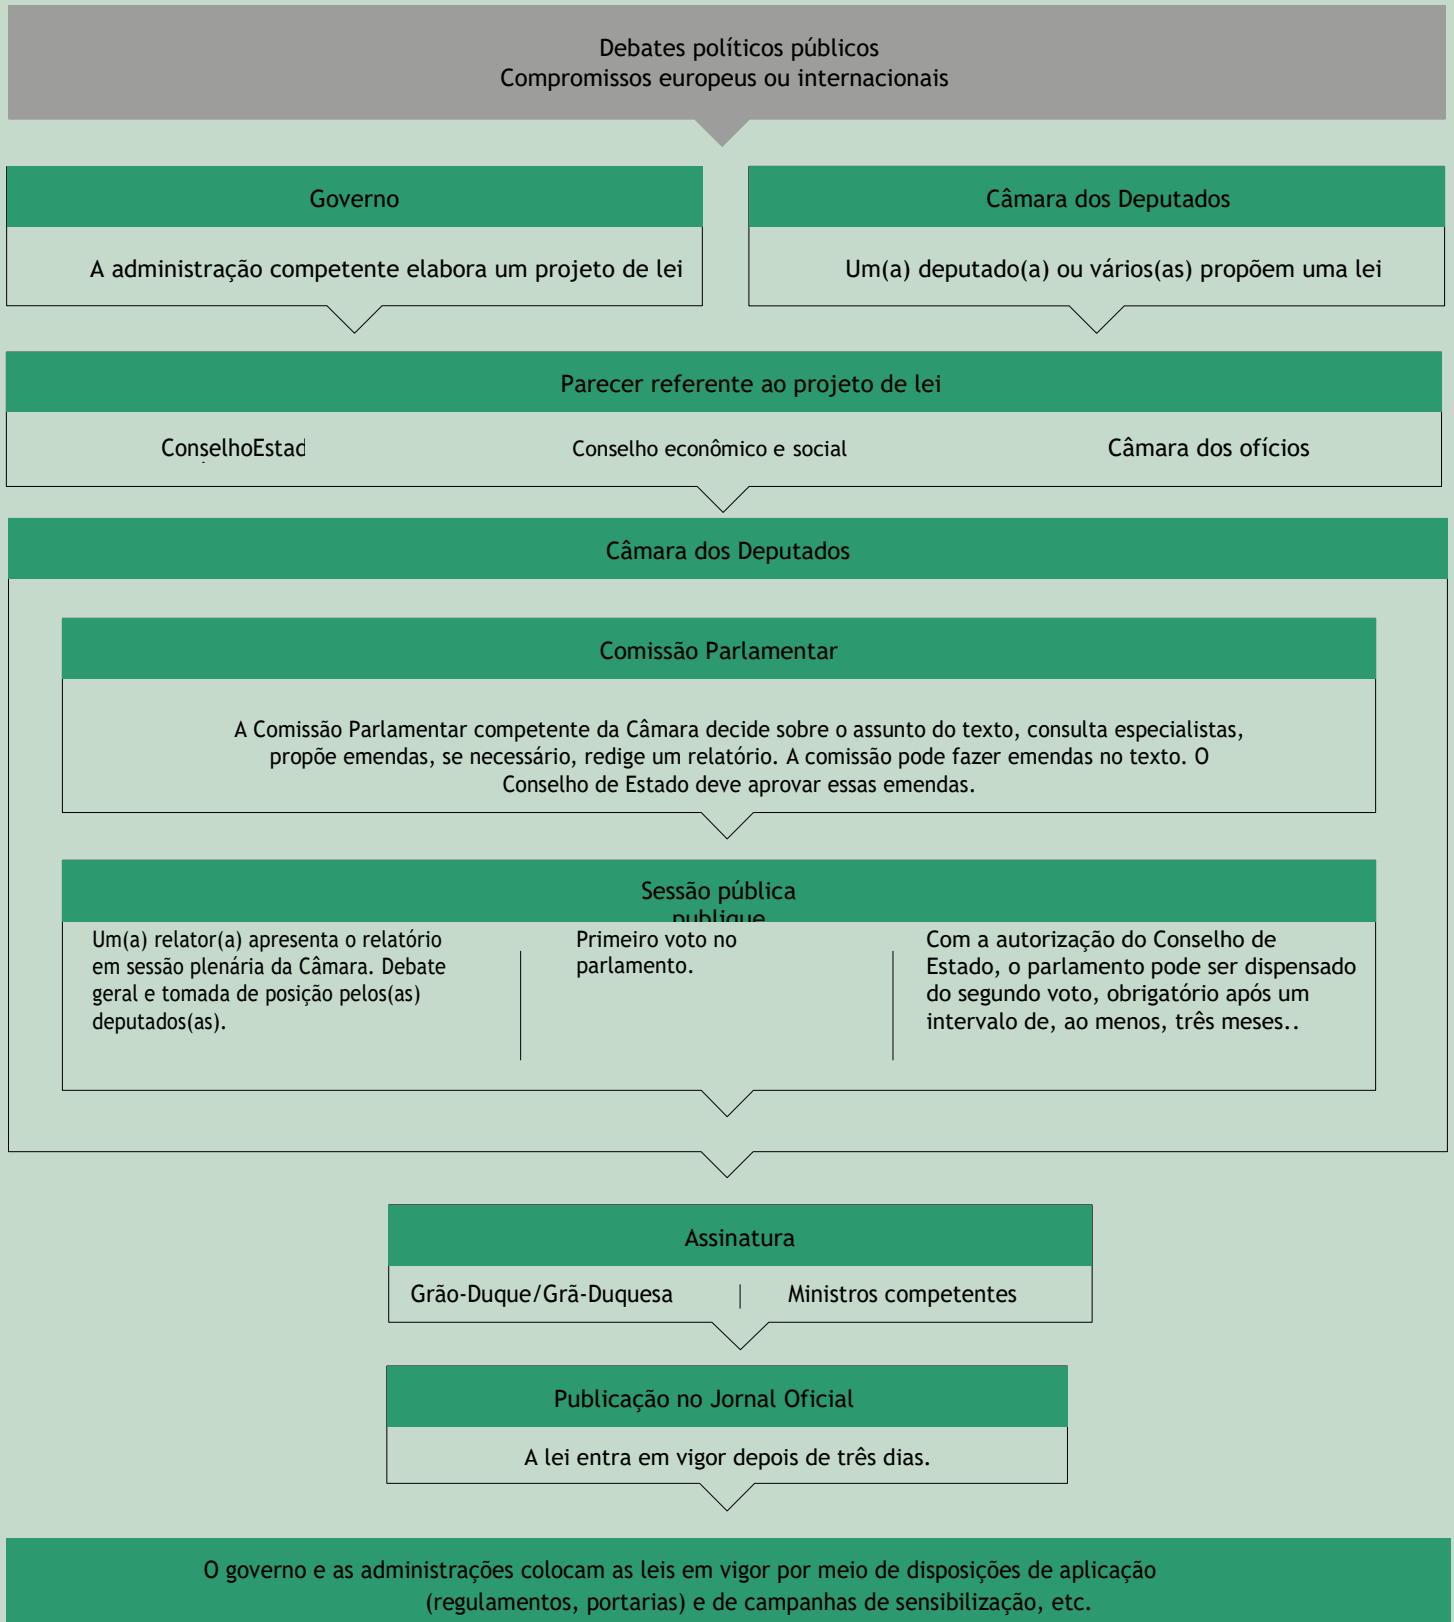 Debates políticos públicos
Compromissos europeus ou internacionais
Governo
A administração competente elabora um projeto de lei
Câmara dos Deputados
Um(a) deputado(a) ou vários(as) propõem uma lei
Parecer referente ao projeto de lei
ConselhoEstad
Conselho econômico e social
Câmara dos ofícios
Câmara dos Deputados
Comissão Parlamentar
A Comissão Parlamentar competente da Câmara decide sobre o assunto do texto, consulta especialistas,
propõe emendas, se necessário, redige um relatório. A comissão pode fazer emendas no texto. O
Conselho de Estado deve aprovar essas emendas.
Sessão pública
publique
Um(a) relator(a) apresenta o relatório
em sessão plenária da Câmara. Debate
geral e tomada de posição pelos(as)
deputados(as).
Primeiro voto no
parlamento.
Com a autorização do Conselho de
Estado, o parlamento pode ser dispensado
do segundo voto, obrigatório após um
intervalo de, ao menos, três meses..
Assinatura
Grão-Duque/Grã-Duquesa
Ministros competentes
Publicação no Jornal Oficial
A lei entra em vigor depois de três dias.
O governo e as administrações colocam as leis em vigor por meio de disposições de aplicação
(regulamentos, portarias) e de campanhas de sensibilização, etc.